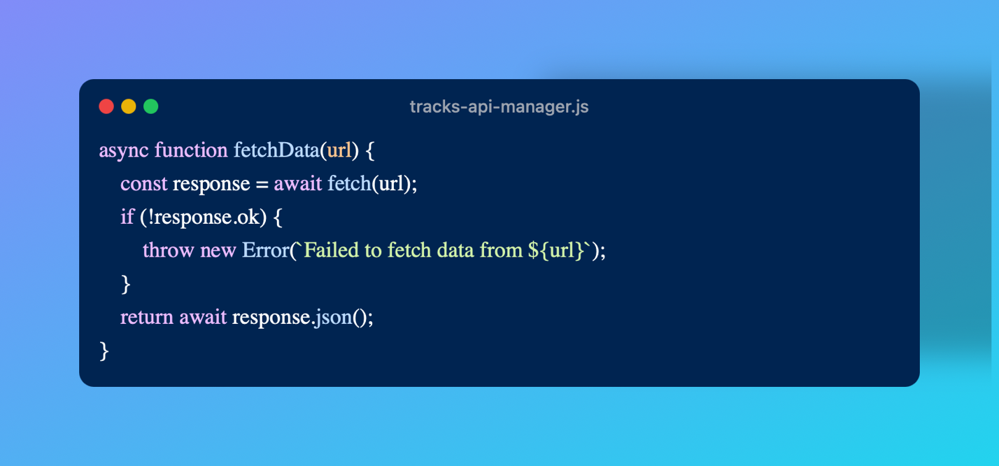 tracks-api-manager.js
async function fetchData(url) {
    const response = await fetch(url);
    if (!response.ok) {
        throw new Error(`Failed to fetch data from ${url}`);
    }
    return await response.json();
}